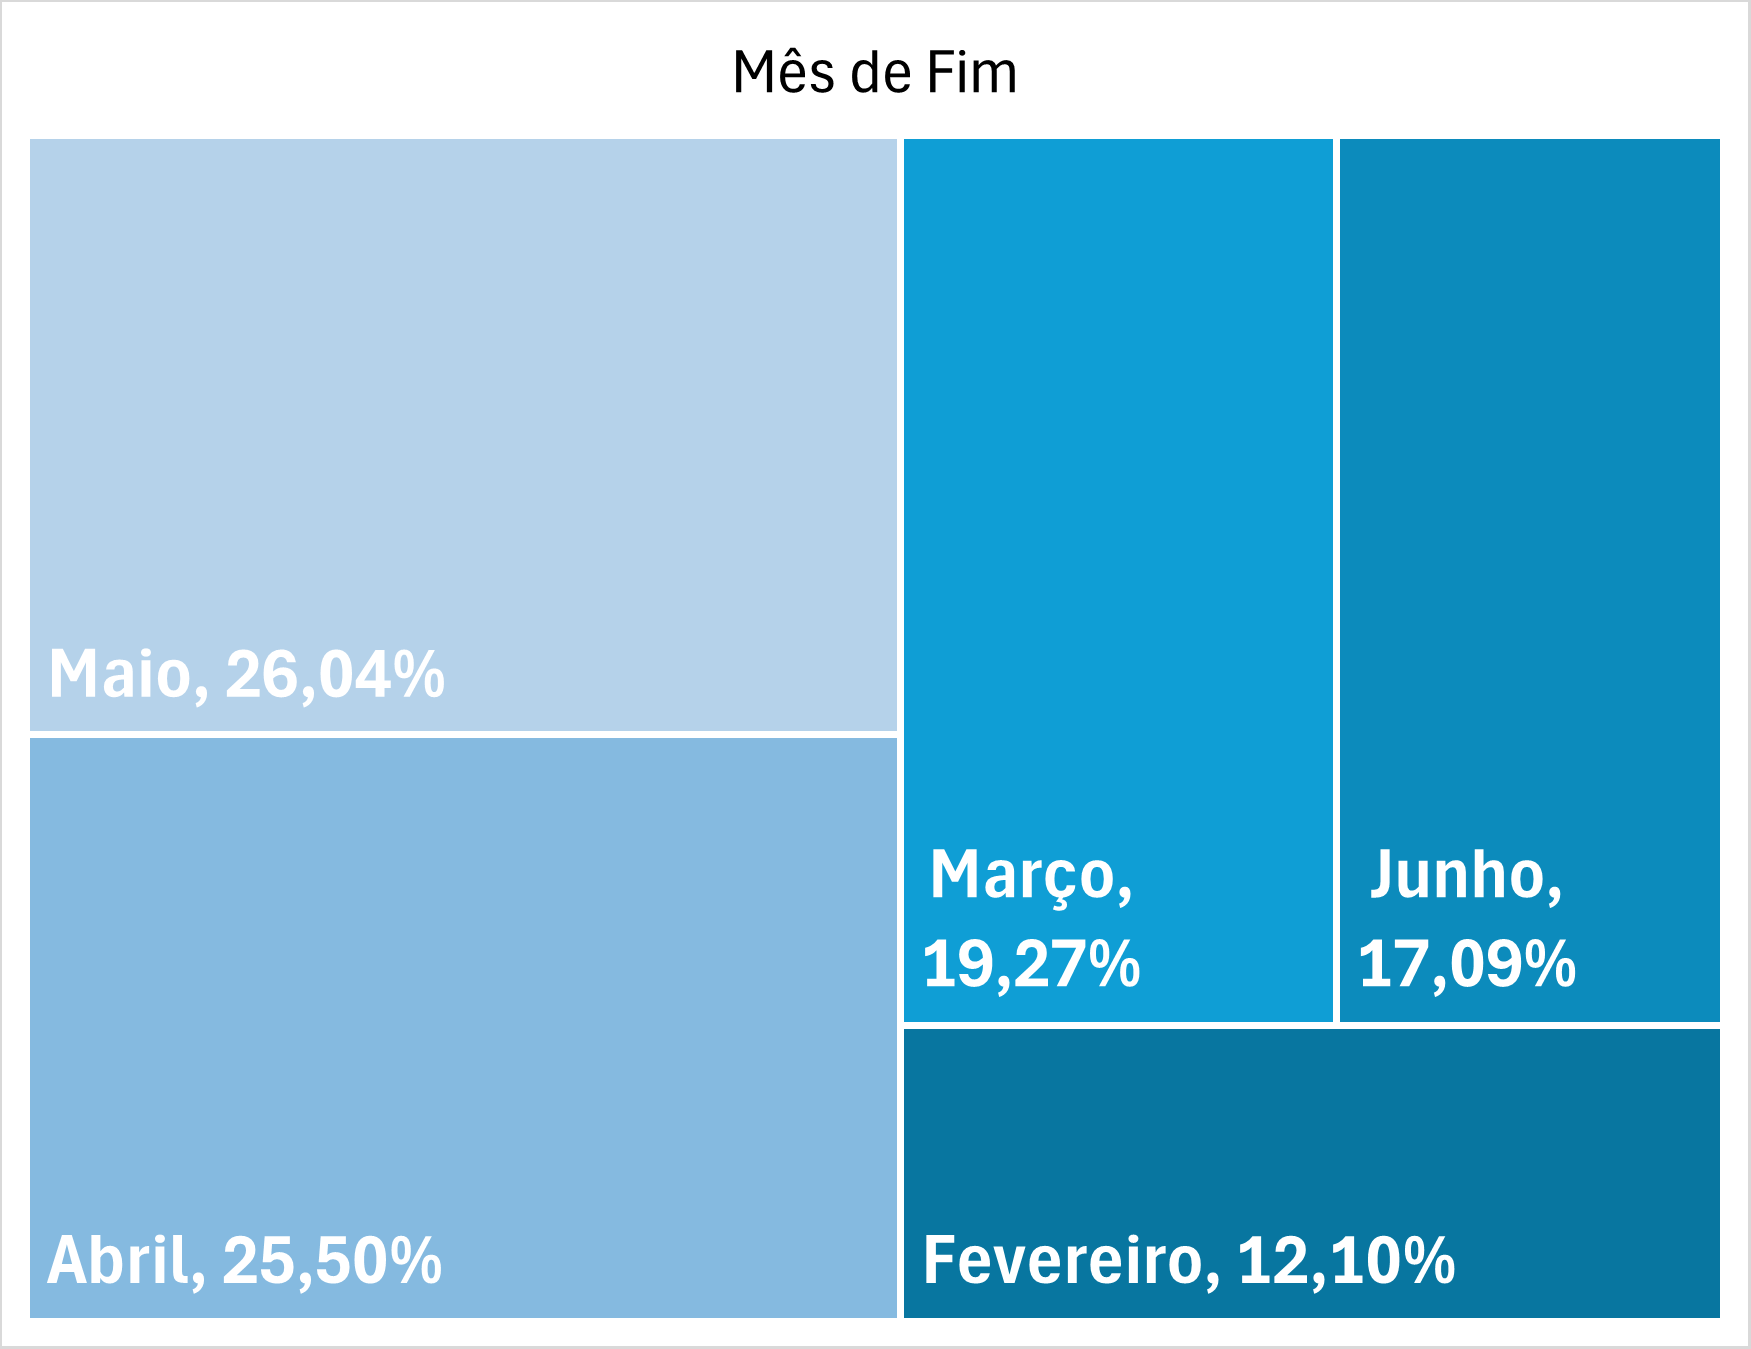 Mês de Fim
Maio, 26,04%
Abril, 25,50%
Março,
19,27%
Junho,
17,09%
Fevereiro, 12,10%